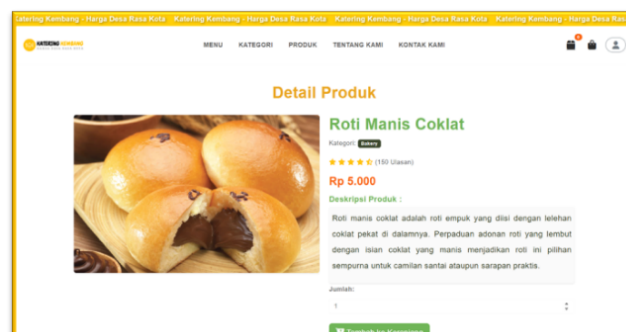 Katering Kembang - Harga Desa Rasa Kota   Katering Kembang - Harga Desa Rasa Kota   Katering Kembang - Harga Desa Rasa Kota   Katering Kembang - Harga Desa Ras
KATERING KEMBANG
MENU KATEGORI PRODUK TENTANG KAMI KONTAK KAMI
Detail Produk
Roti Manis Coklat
Kategori: Bakery
(150 Ulasan)
Rp 5.000
Deskripsi Produk :
Roti manis coklat adalah roti empuk yang diisi dengan lelehan
coklat pekat di dalamnya. Perpaduan adonan roti yang lembut
dengan isian coklat yang manis menjadikan roti ini pilihan
sempurna untuk camilan santai ataupun sarapan praktis.
Jumlah:
1
Tambah ke Keranjang